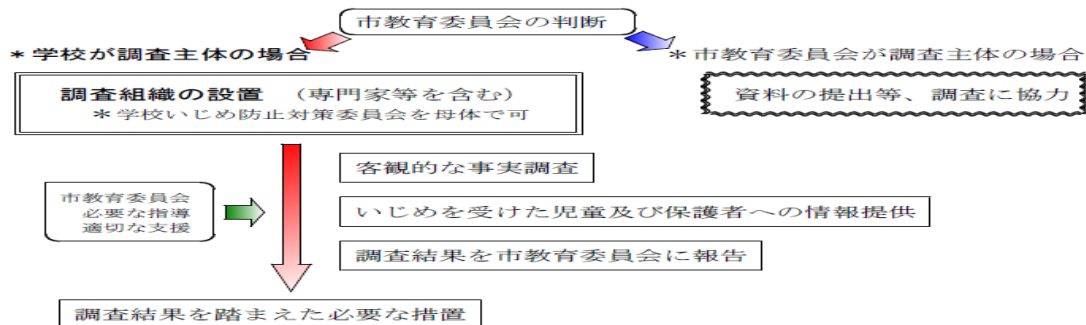 市教育委員会の判断
＊学校が調査主体の場合
＊市教育委員会が調査主体の場合
調査組織の設置 （専門家等を含む）
＊学校いじめ防止対策委員会を母体で可
資料の提出等、調査に協力
客観的な事実調査
市教育委員会
必要な指導
適切な支援
いじめを受けた児童及び保護者への情報提供
調査結果を市教育委員会に報告
調査結果を踏まえた必要な措置